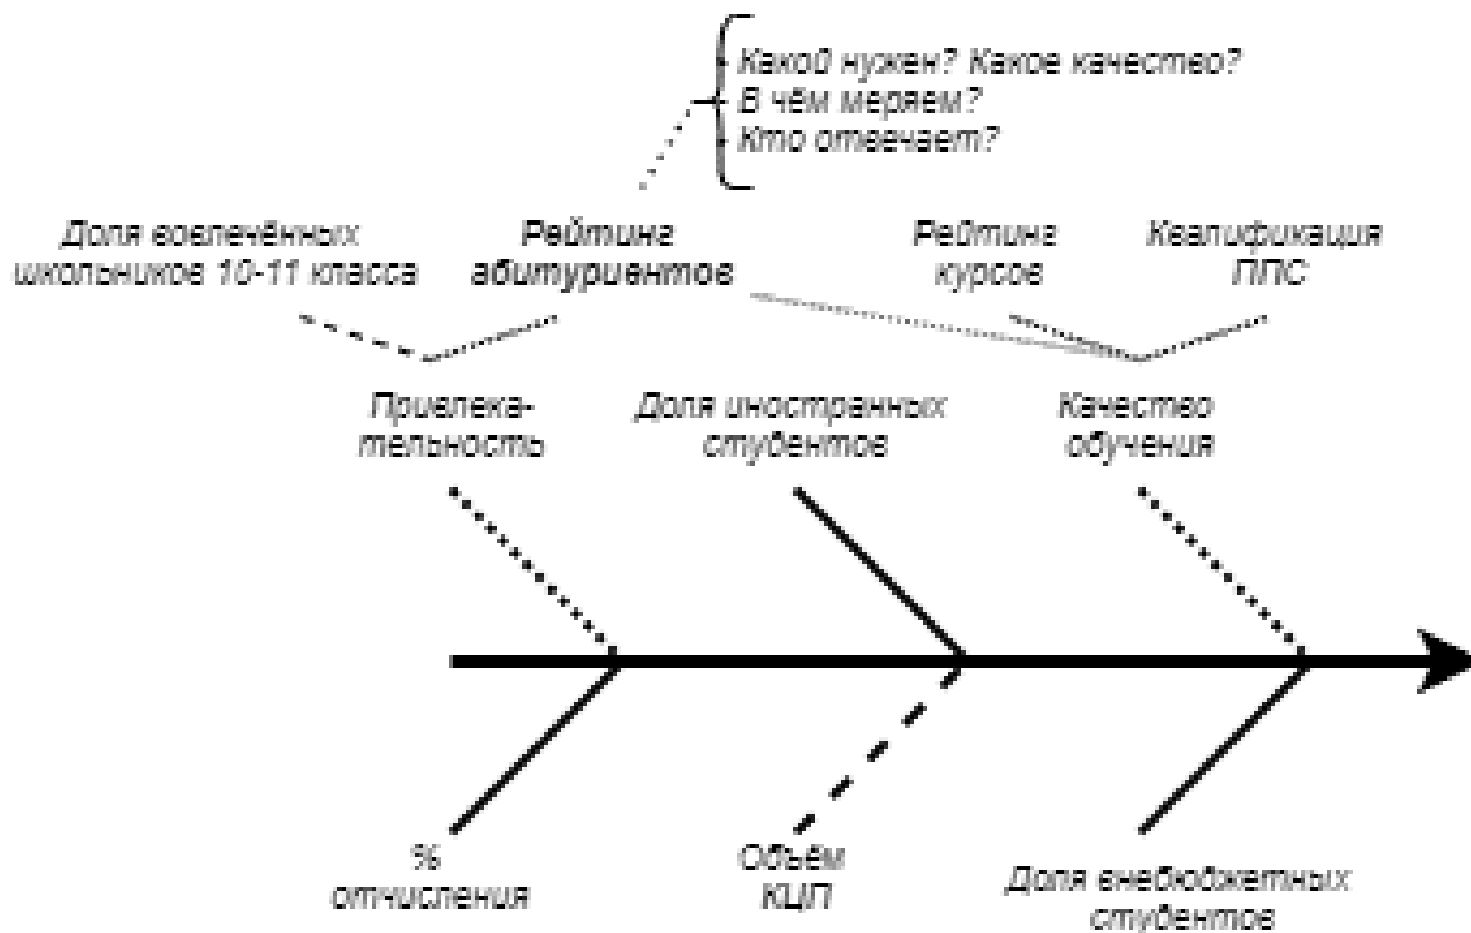 Какой нужен? Какое качество?
В чём меряем?
Кто отвечает?
Доля вовлечённых
школьников 10-11 класса
Рейтинг
абитуриентов
Рейтинг
курсов
Квалификация
ППС
Привлека-
тельность
Доля иностранных
студентов
Качество
обучения
%
отчисления
Объём
КЦП
Доля внебюджетных
студентов